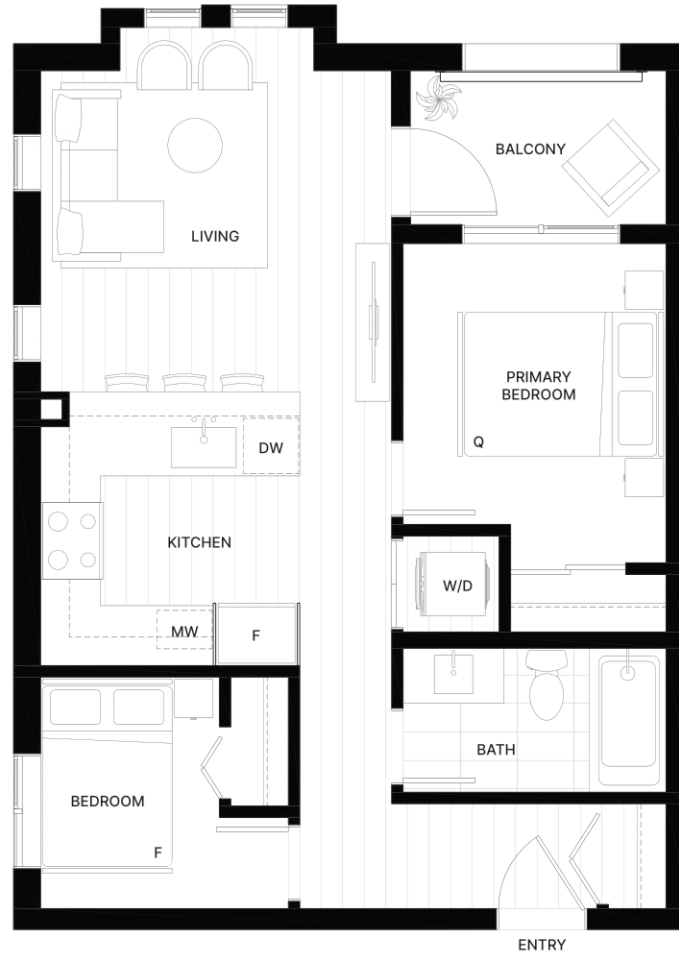 BALCONY
LIVING
PRIMARY
BEDROOM
Q
DW
KITCHEN
W/D
MW
F
BATH
BEDROOM
F
ENTRY